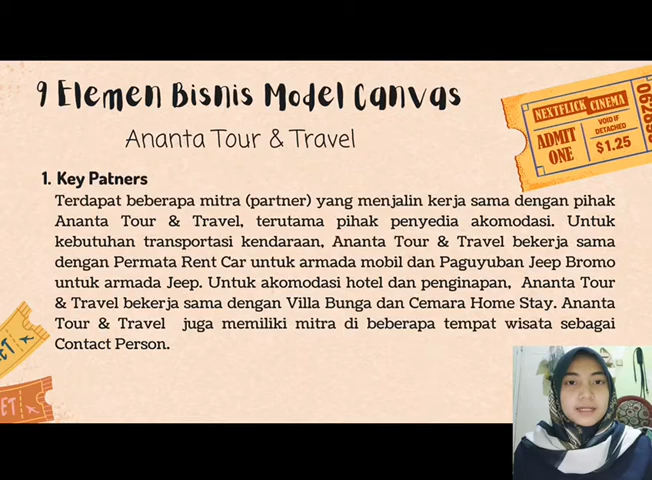 9 Elemen Bisnis Model Canvas
Ananta Tour & Travel
1. Key Patners
Terdapat beberapa mitra (partner) yang menjalin kerja sama dengan pihak
Ananta Tour & Travel, terutama pihak penyedia akomodasi. Untuk
kebutuhan transportasi kendaraan, Ananta Tour & Travel bekerja sama
dengan Permata Rent Car untuk armada mobil dan Paguyuban Jeep Bromo
untuk armada Jeep. Untuk akomodasi hotel dan penginapan, Ananta Tour
& Travel bekerja sama dengan Villa Bunga dan Cemara Home Stay. Ananta
Tour & Travel juga memiliki mitra di beberapa tempat wisata sebagai
Contact Person.
NEXTFLICK CINEMA
ADMIT
ONE
VOID IF
DETACHED
$1.25